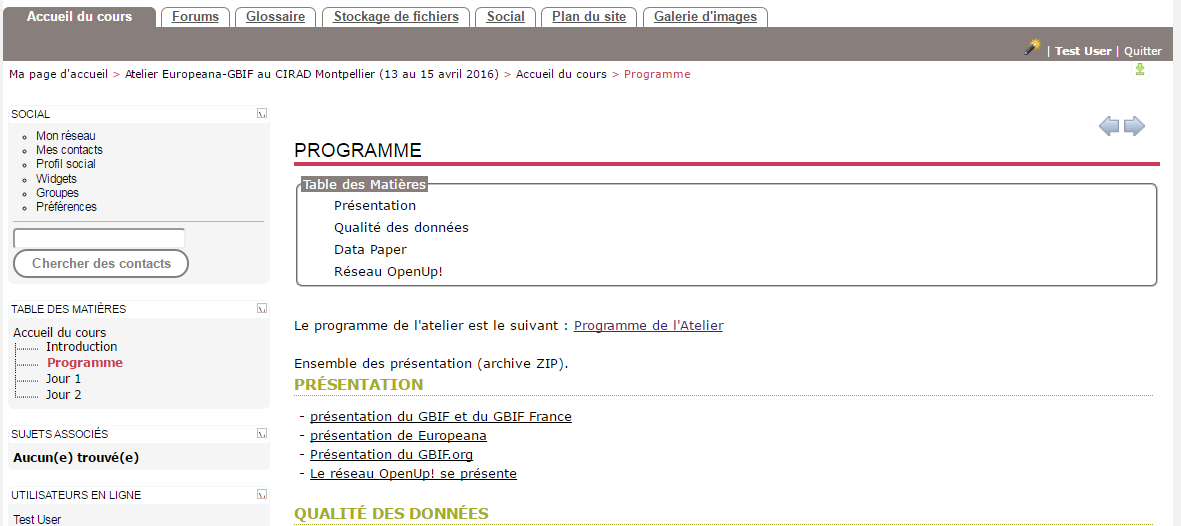 Accueil du cours Forums Glossaire Stockage de fichiers Social Plan du site Galerie d'images
| Test User | Quitter
Ma page d'accueil > Atelier Europeana-GBIF au CIRAD Montpellier (13 au 15 avril 2016) > Accueil du cours > Programme
SOCIAL
Mon réseau
Mes contacts
Profil social
Widgets
Groupes
Préférences
Chercher des contacts
TABLE DES MATIÈRES
Accueil du cours
Introduction
Programme
Jour 1
Jour 2
SUJETS ASSOCIÉS
Aucun(e) trouvé(e)
UTILISATEURS EN LIGNE
Test User
PROGRAMME
Table des Matières
Présentation
Qualité des données
Data Paper
Réseau OpenUp!
Le programme de l'atelier est le suivant : Programme de l'Atelier
Ensemble des présentation (archive ZIP).
PRÉSENTATION
- présentation du GBIF et du GBIF France
- présentation de Europeana
- Présentation du GBIF.org
- Le réseau OpenUp! se présente
QUALITÉ DES DONNÉES